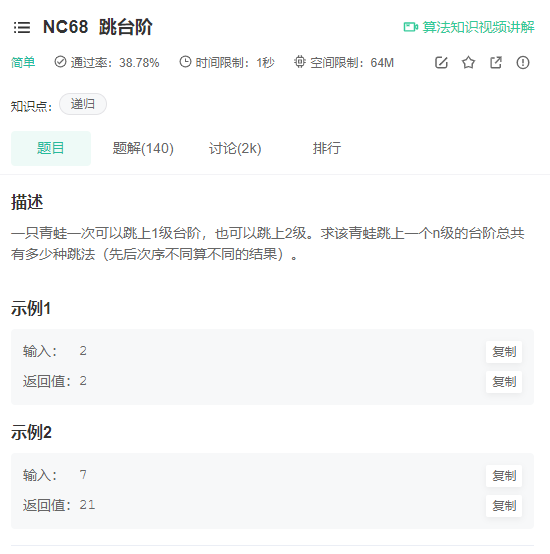 NC68 跳台阶
算法知识视频讲解
简单 通过率：38.78% 时间限制：1秒 空间限制：64M
知识点： 递归
题目 题解(140) 讨论(2k) 排行
描述
一只青蛙一次可以跳上1级台阶，也可以跳上2级。求该青蛙跳上一个n级的台阶总共
有多少种跳法（先后次序不同算不同的结果）。
示例1
输入： 2 复制
返回值：2 复制
示例2
输入： 7 复制
返回值：21 复制